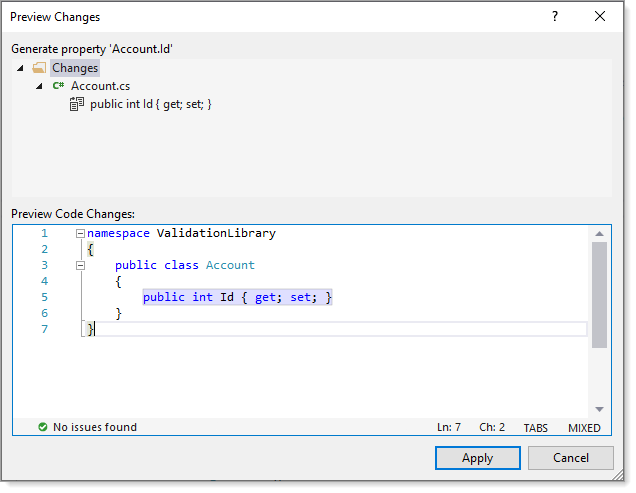 Preview Changes ? ×
Generate property 'Account.Id'
Changes
C# Account.cs
public int Id { get; set; }
Preview Code Changes:
1 namespace ValidationLibrary
2 {
3 public class Account
4 {
5 public int Id { get; set; }
6 }
7 }
No issues found Ln: 7 Ch: 2 TABS MIXED
Apply Cancel